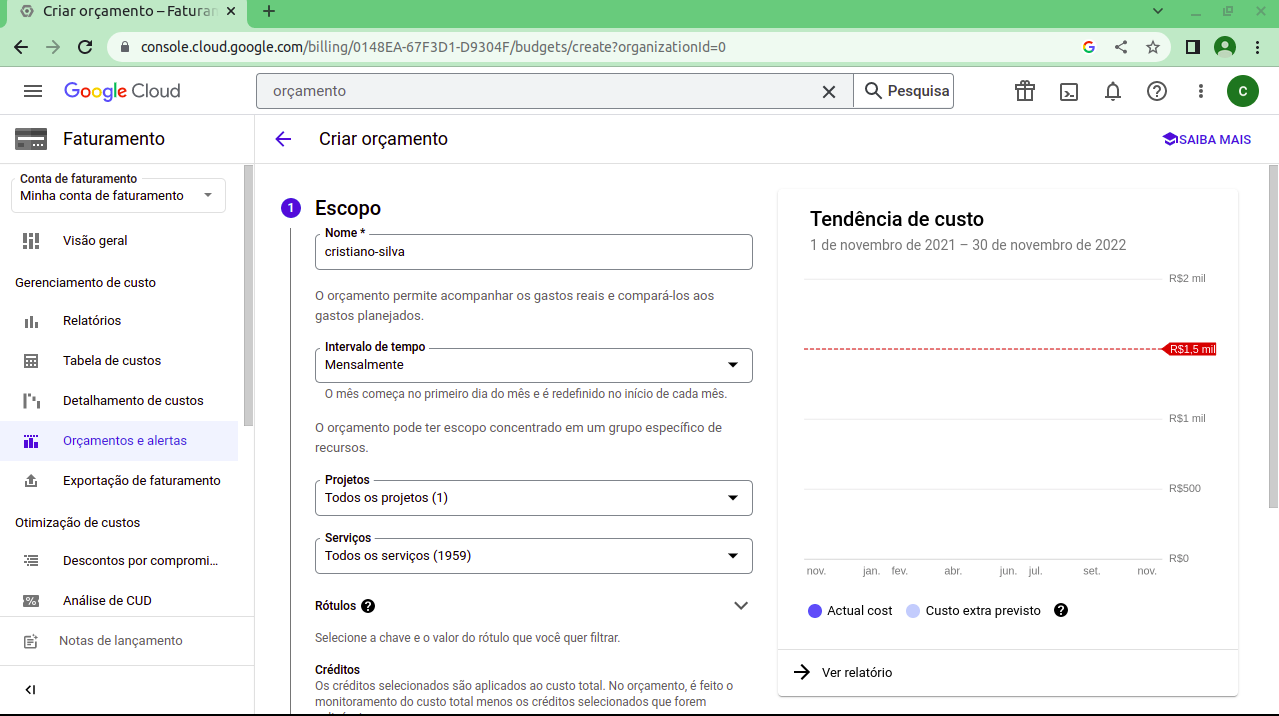 Criar orçamento – Faturan
console.cloud.google.com/billing/0148EA-67F3D1-D9304F/budgets/create?organizationId=0
Google Cloud
orçamento
Pesquisa
C
Faturamento
Criar orçamento
SAIBA MAIS
Conta de faturamento
Minha conta de faturamento
Visão geral
Gerenciamento de custo
Relatórios
Tabela de custos
Detalhamento de custos
Orçamentos e alertas
Exportação de faturamento
Otimização de custos
Descontos por compromi...
Análise de CUD
Notas de lançamento
1 Escopo
Nome *
cristiano-silva
O orçamento permite acompanhar os gastos reais e compará-los aos
gastos planejados.
Intervalo de tempo
Mensalmente
O mês começa no primeiro dia do mês e é redefinido no início de cada mês.
O orçamento pode ter escopo concentrado em um grupo específico de
recursos.
Projetos
Todos os projetos (1)
Serviços
Todos os serviços (1959)
Rótulos ?
Selecione a chave e o valor do rótulo que você quer filtrar.
Créditos
Os créditos selecionados são aplicados ao custo total. No orçamento, é feito o
monitoramento do custo total menos os créditos selecionados que forem
Tendência de custo
1 de novembro de 2021 – 30 de novembro de 2022
R$2 mil
R$1,5 mil
R$1 mil
R$500
R$0
nov. jan. fev. abr. jun. jul. set. nov.
Actual cost Custo extra previsto ?
Ver relatório